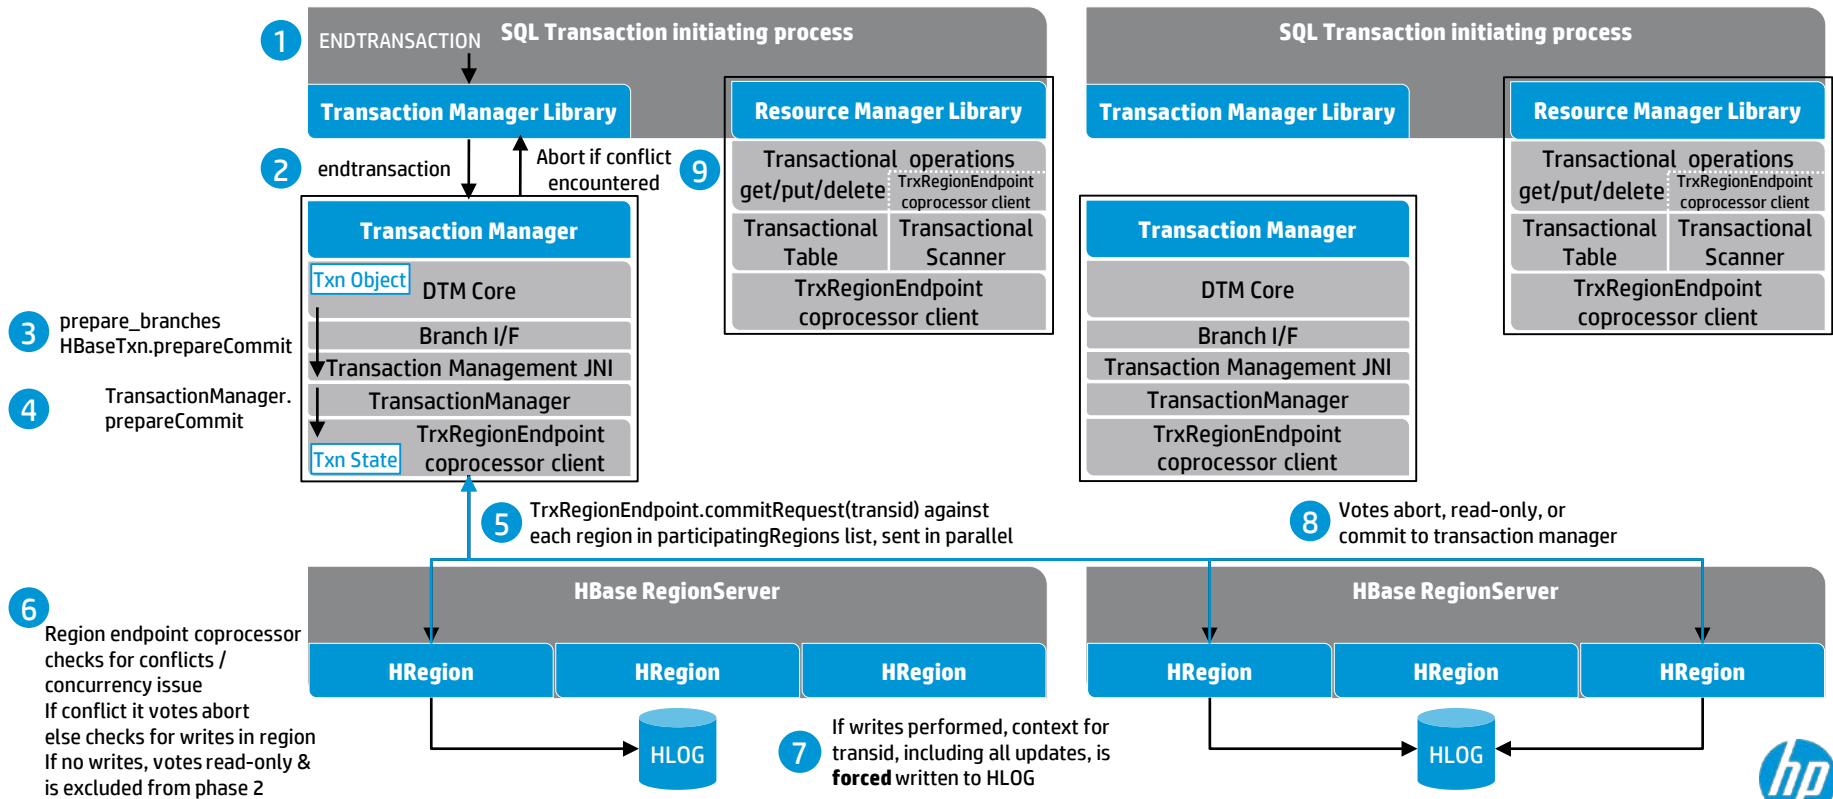 1
ENDTRANSACTION
SQL Transaction initiating process
Transaction Manager Library
Resource Manager Library
2
endtransaction
Abort if conflict
encountered
9
Transactional operations
get/put/delete
TrxRegionEndpoint
coprocessor client
Transactional
Table
Transactional
Scanner
TrxRegionEndpoint
coprocessor client
Transaction Manager
Txn Object
DTM Core
Branch I/F
Transaction Management JNI
TransactionManager
TrxRegionEndpoint
coprocessor client
Txn State
3
prepare_branches
HBaseTxn.prepareCommit
4
TransactionManager.
prepareCommit
SQL Transaction initiating process
Transaction Manager Library
Resource Manager Library
Transactional operations
get/put/delete
TrxRegionEndpoint
coprocessor client
Transactional
Table
Transactional
Scanner
TrxRegionEndpoint
coprocessor client
Transaction Manager
DTM Core
Branch I/F
Transaction Management JNI
TransactionManager
TrxRegionEndpoint
coprocessor client
5
TrxRegionEndpoint.commitRequest(transid) against
each region in participatingRegions list, sent in parallel
8
Votes abort, read-only, or
commit to transaction manager
6
Region endpoint coprocessor
checks for conflicts /
concurrency issue
If conflict it votes abort
else checks for writes in region
If no writes, votes read-only &
is excluded from phase 2
HBase RegionServer
HRegion
HRegion
HRegion
HLOG
7
If writes performed, context for
transid, including all updates, is
forced written to HLOG
HBase RegionServer
HRegion
HRegion
HRegion
HLOG
hp